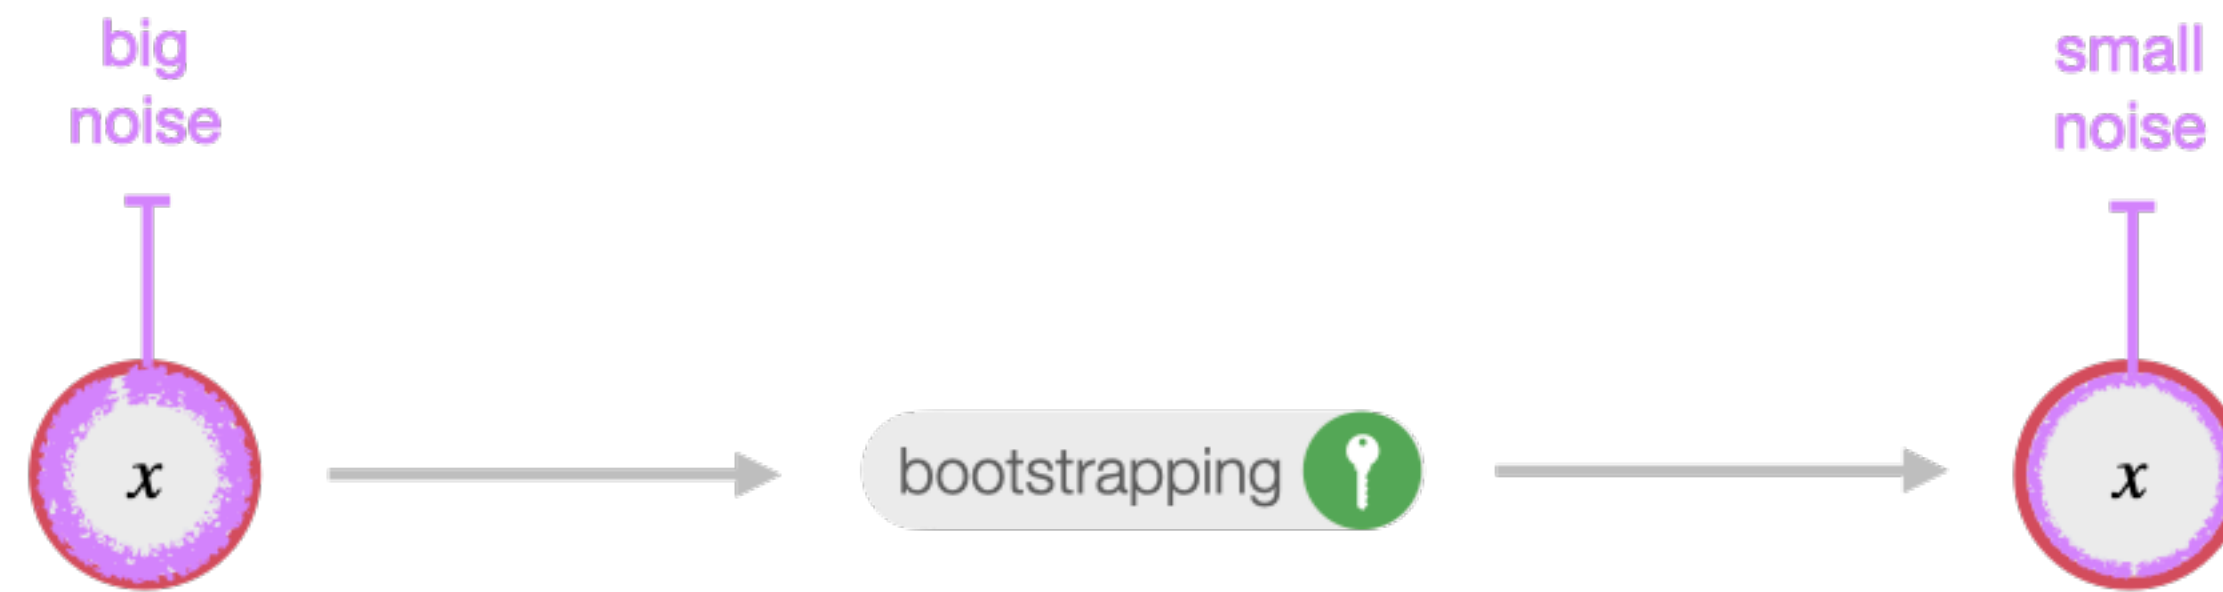 big
noise
small
noise
x
bootstrapping
x